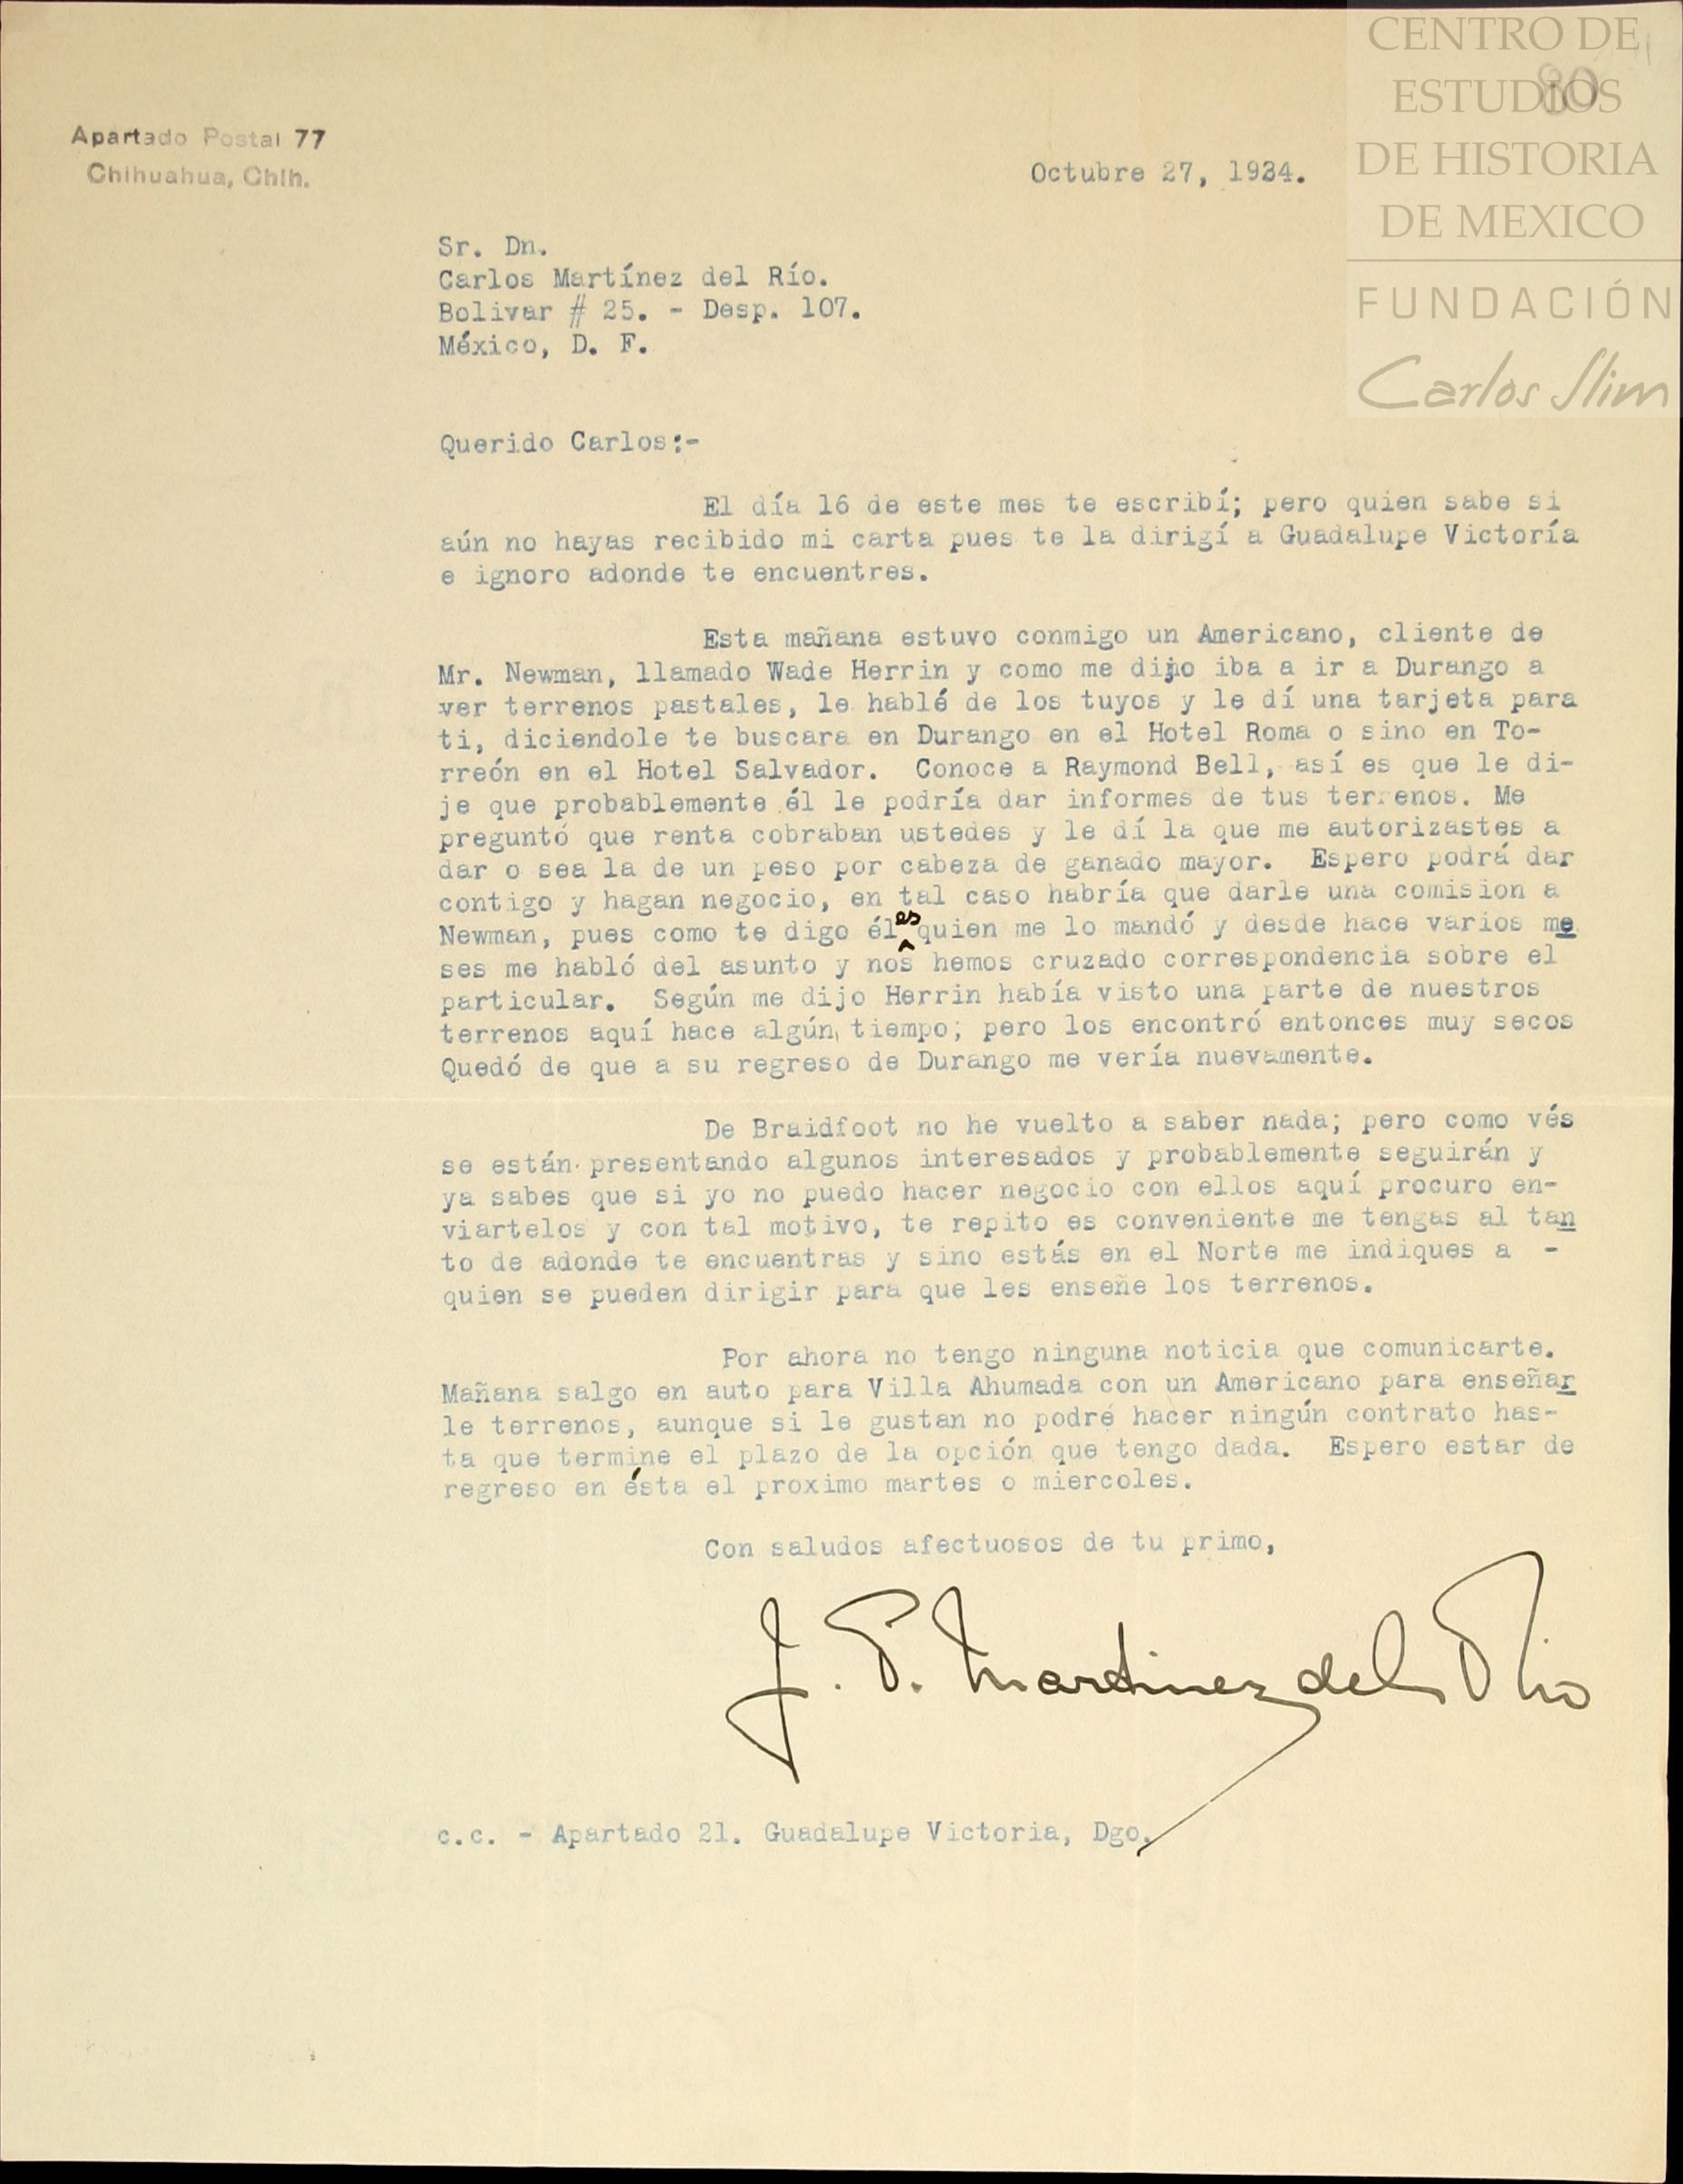 CENTRO DE
ESTUDIOS
DE HISTORIA
DE MEXICO
FUNDACIÓN
Carlos Slim
80
Apartado Postal 77
Chihuahua, Chih.
Octubre 27, 1934.
Sr. Dn.
Carlos Martínez del Río.
Bolivar # 25. - Desp. 107.
México, D. F.
Querido Carlos:-
El día 16 de este mes te escribí; pero quien sabe si
aún no hayas recibido mi carta pues te la dirigí a Guadalupe Victoría
e ignoro adonde te encuentres.
Esta mañana estuvo conmigo un Americano, cliente de
Mr. Newman, llamado Wade Herrin y como me dijo iba a ir a Durango a
ver terrenos pastales, le hablé de los tuyos y le dí una tarjeta para
ti, diciendole te buscara en Durango en el Hotel Roma o sino en To-
rreón en el Hotel Salvador. Conoce a Raymond Bell, así es que le di-
je que probablemente él le podría dar informes de tus terrenos. Me
preguntó que renta cobraban ustedes y le dí la que me autorizastes a
dar o sea la de un peso por cabeza de ganado mayor. Espero podrá dar
contigo y hagan negocio, en tal caso habría que darle una comision a
Newman, pues como te digo él es quien me lo mandó y desde hace varios me
ses me habló del asunto y nos hemos cruzado correspondencia sobre el
particular. Según me dijo Herrin había visto una parte de nuestros
terrenos aquí hace algún tiempo; pero los encontró entonces muy secos
Quedó de que a su regreso de Durango me vería nuevamente.
De Braidfoot no he vuelto a saber nada; pero como vés
se están presentando algunos interesados y probablemente seguirán y
ya sabes que si yo no puedo hacer negocio con ellos aquí procuro en-
viartelos y con tal motivo, te repito es conveniente me tengas al tan
to de adonde te encuentras y sino estás en el Norte me indiques a -
quien se pueden dirigir para que les enseñe los terrenos.
Por ahora no tengo ninguna noticia que comunicarte.
Mañana salgo en auto para Villa Ahumada con un Americano para enseñar
le terrenos, aunque si le gustan no podré hacer ningún contrato has-
ta que termine el plazo de la opción que tengo dada. Espero estar de
regreso en ésta el proximo martes o miercoles.
Con saludos afectuosos de tu primo,
J. P. Martinez del Rio
c.c. - Apartado 21. Guadalupe Victoria, Dgo.